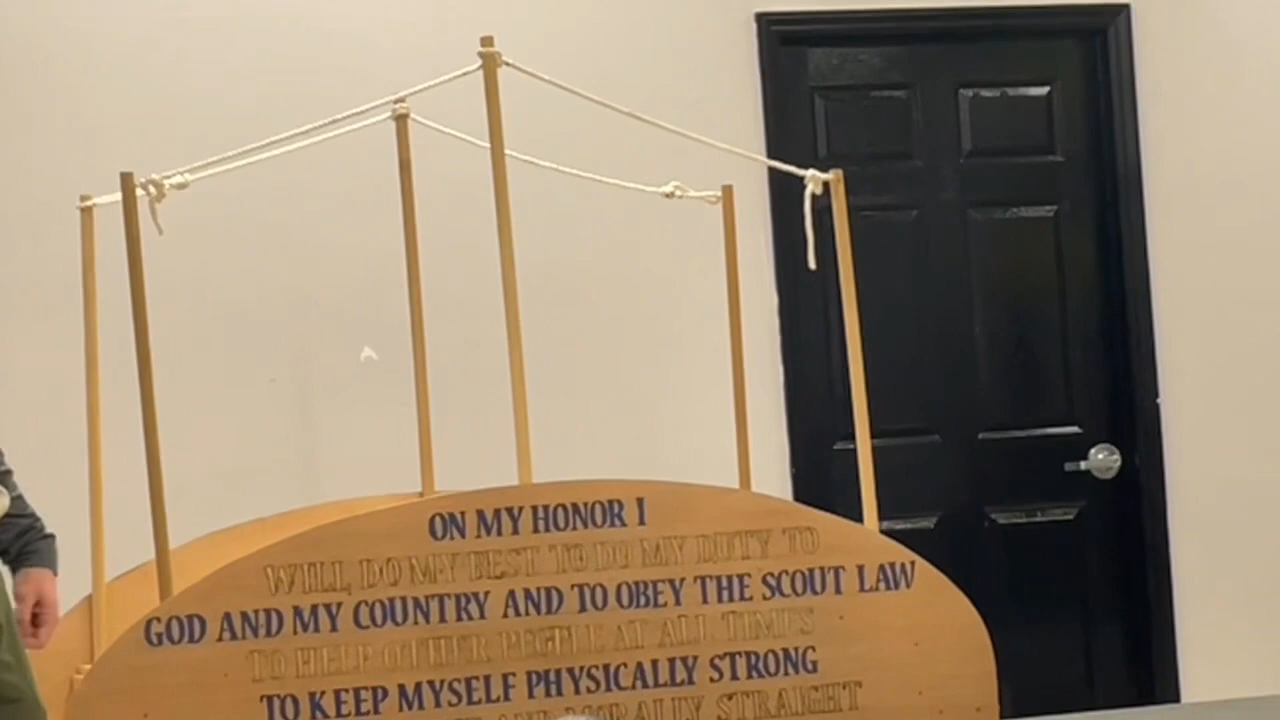 ON MY HONOR I
WILL DO MY BEST TO DO MY DUTY TO
GOD AND MY COUNTRY AND TO OBEY THE SCOUT LAW
TO HELP OTHER PEOPLE AT ALL TIMES
TO KEEP MYSELF PHYSICALLY STRONG
AND MORALLY STRAIGHT